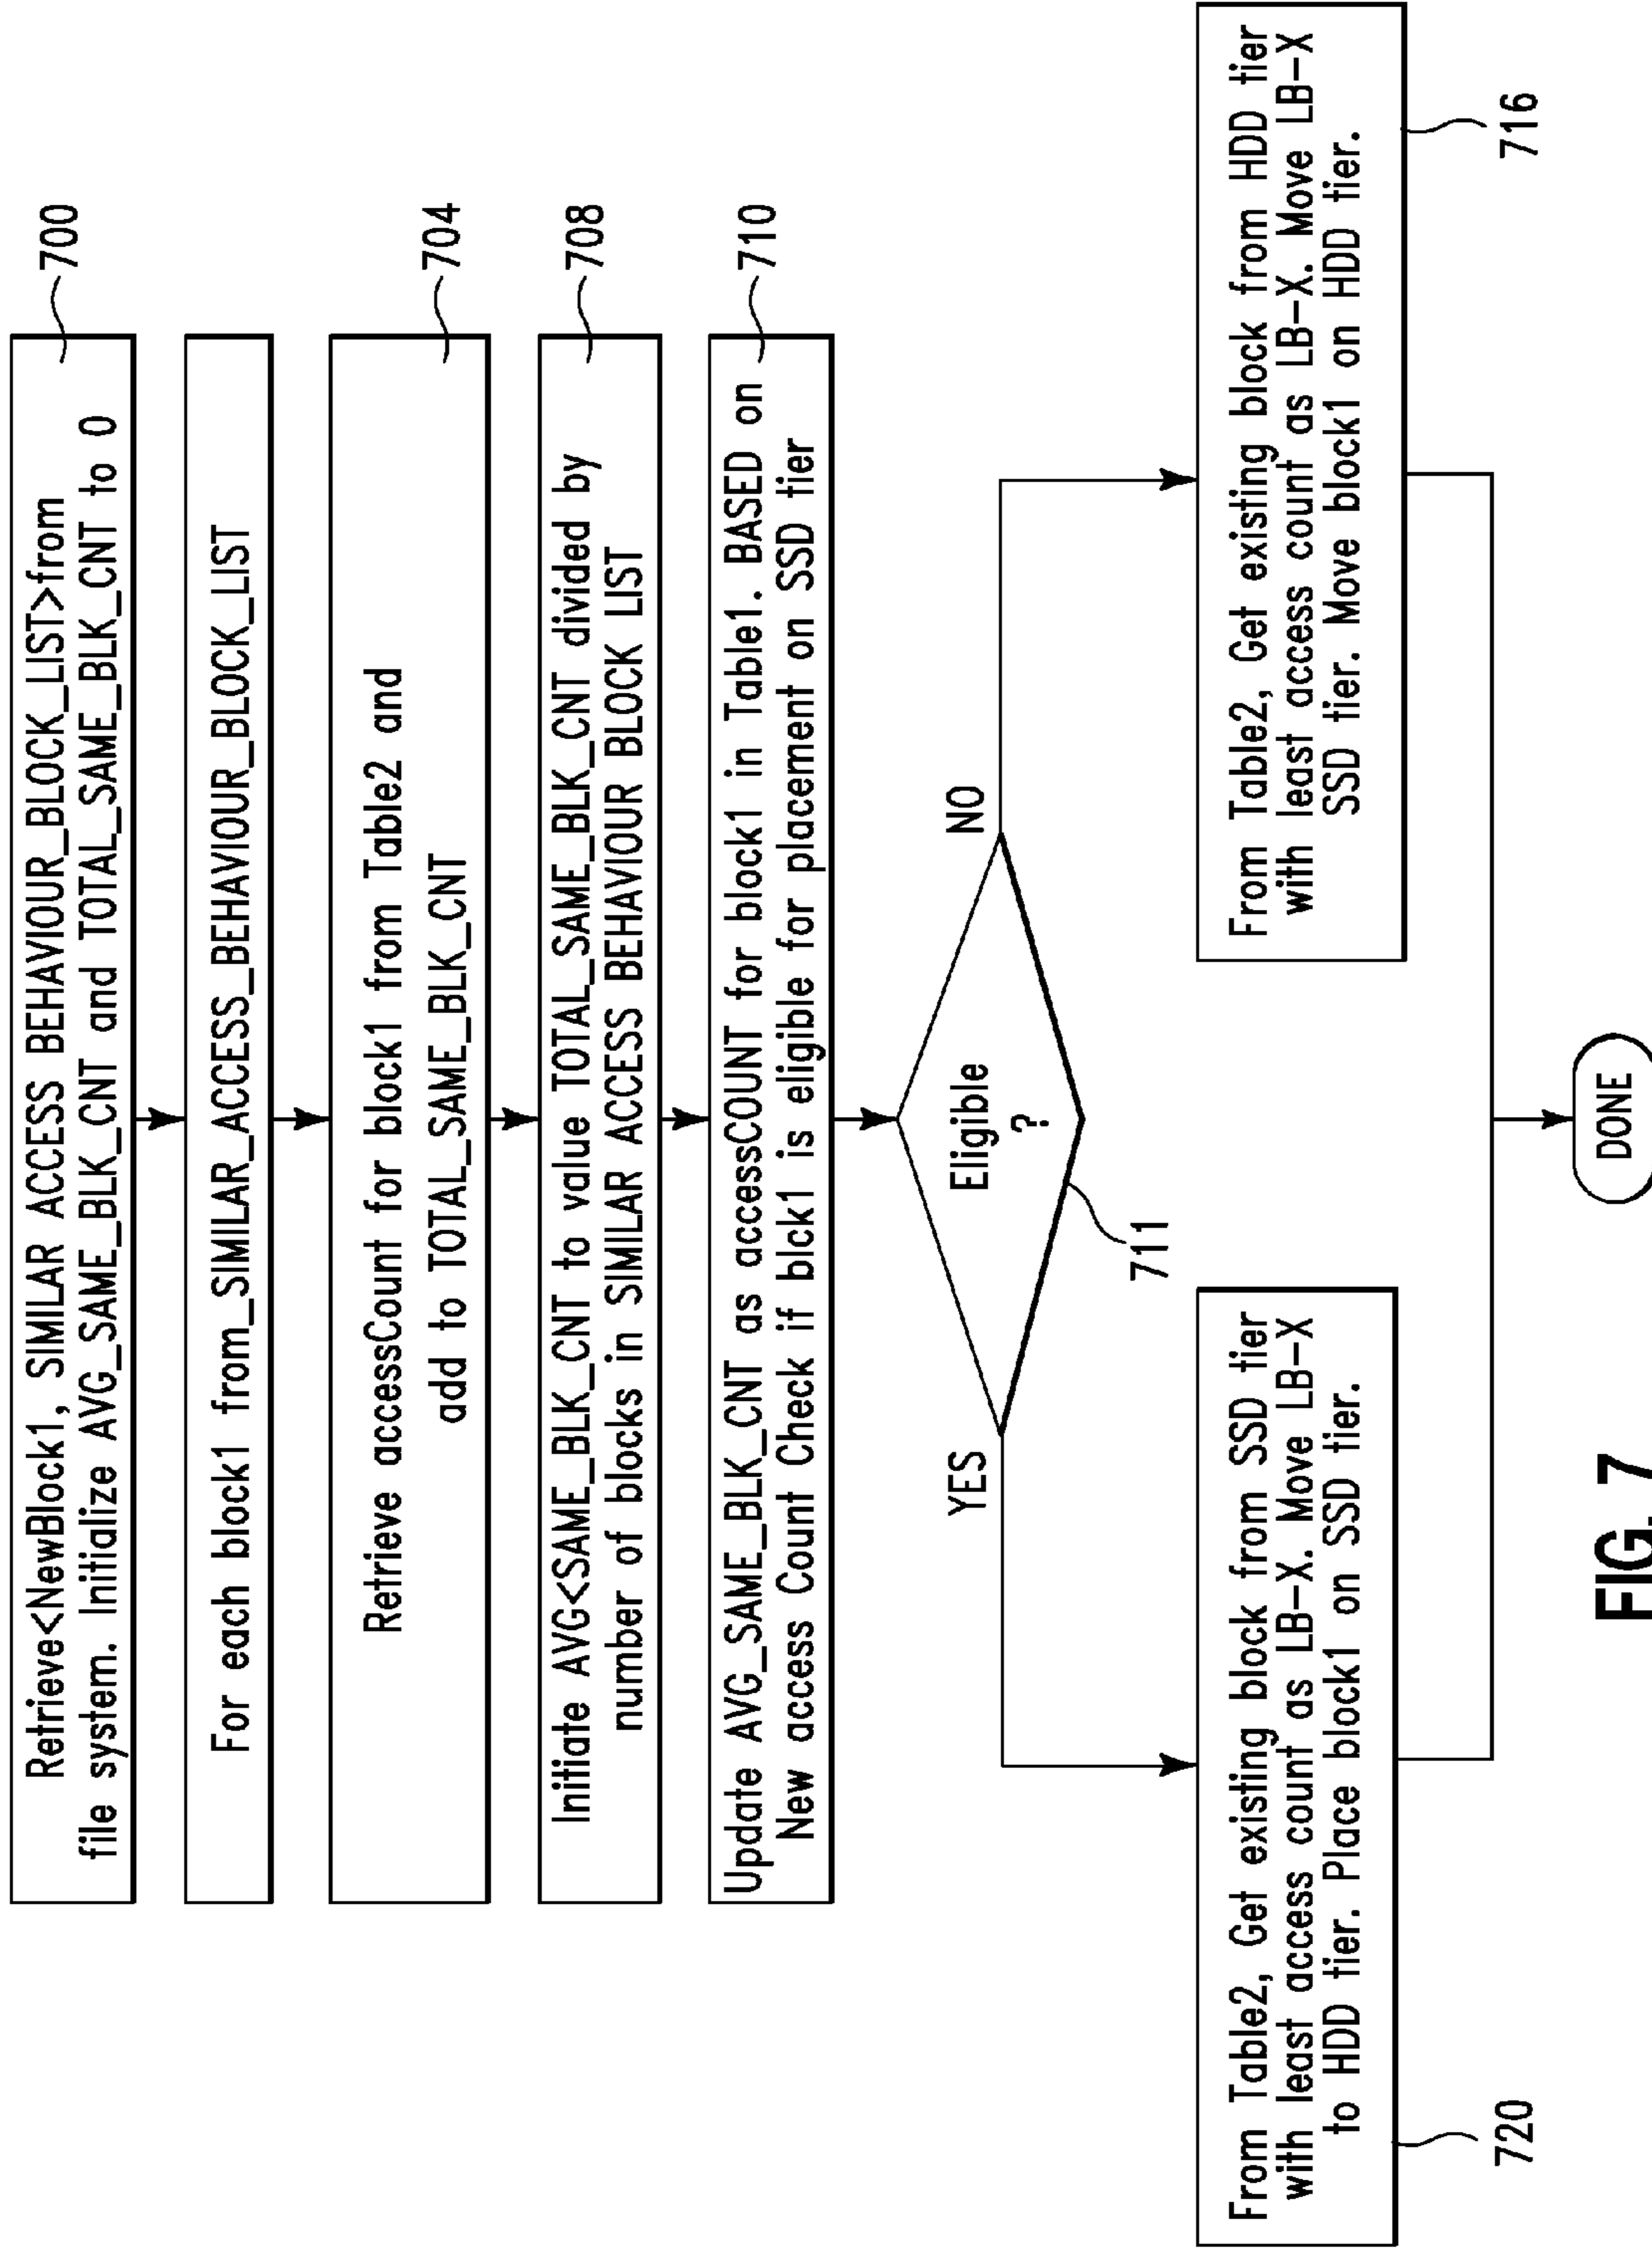 Retrieve<NewBlock1, SIMILAR ACCESS BEHAVIOUR_BLOCK_LIST>from
file system. Initialize AVG_SAME_BLK_CNT and TOTAL_SAME_BLK_CNT to 0
700
For each block1 from_SIMILAR_ACCESS_BEHAVIOUR_BLOCK_LIST
Retrieve accessCount for block1 from Table2 and
add to TOTAL_SAME_BLK_CNT
704
Initiate AVG<SAME_BLK_CNT to value TOTAL_SAME_BLK_CNT divided by
number of blocks in SIMILAR ACCESS BEHAVIOUR BLOCK LIST
708
Update AVG_SAME_BLK_CNT as accessCOUNT for block1 in Table1. BASED on
New access Count Check if blck1 is eligible for placement on SSD tier
710
Eligible
?
YES
NO
711
From Table2, Get existing block from SSD tier
with least access count as LB-X. Move LB-X
to HDD tier. Place block1 on SSD tier.
720
From Table2, Get existing block from HDD tier
with least access count as LB-X. Move LB-X
SSD tier. Move block1 on HDD tier.
716
DONE
FIG. 7